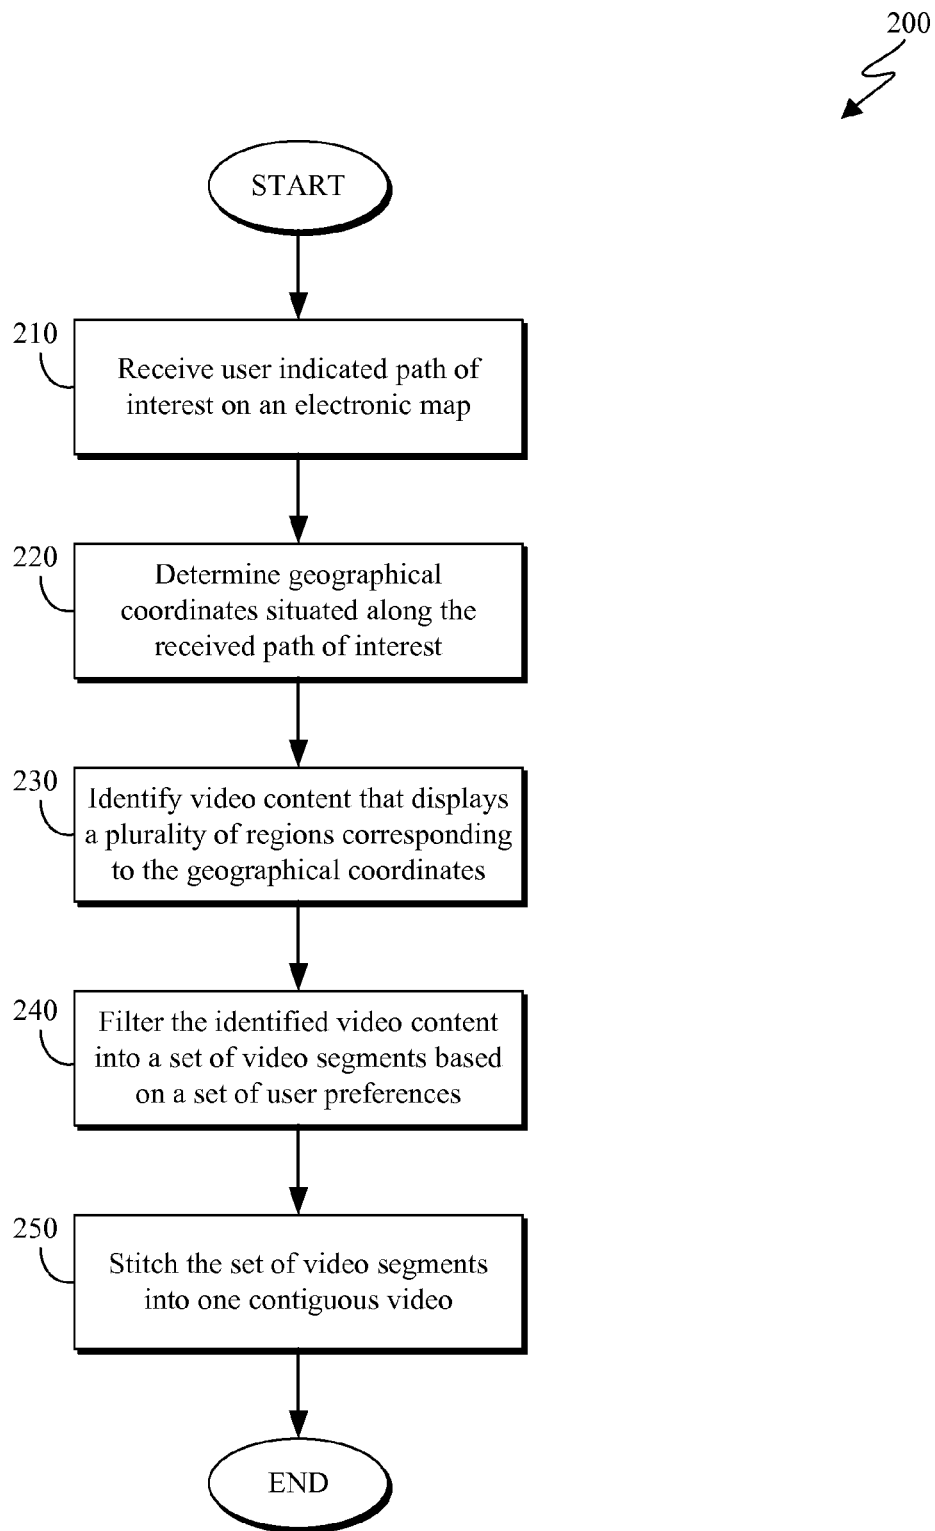 200
START
210
Receive user indicated path of
interest on an electronic map
220
Determine geographical
coordinates situated along the
received path of interest
230
Identify video content that displays
a plurality of regions corresponding
to the geographical coordinates
240
Filter the identified video content
into a set of video segments based
on a set of user preferences
250
Stitch the set of video segments
into one contiguous video
END